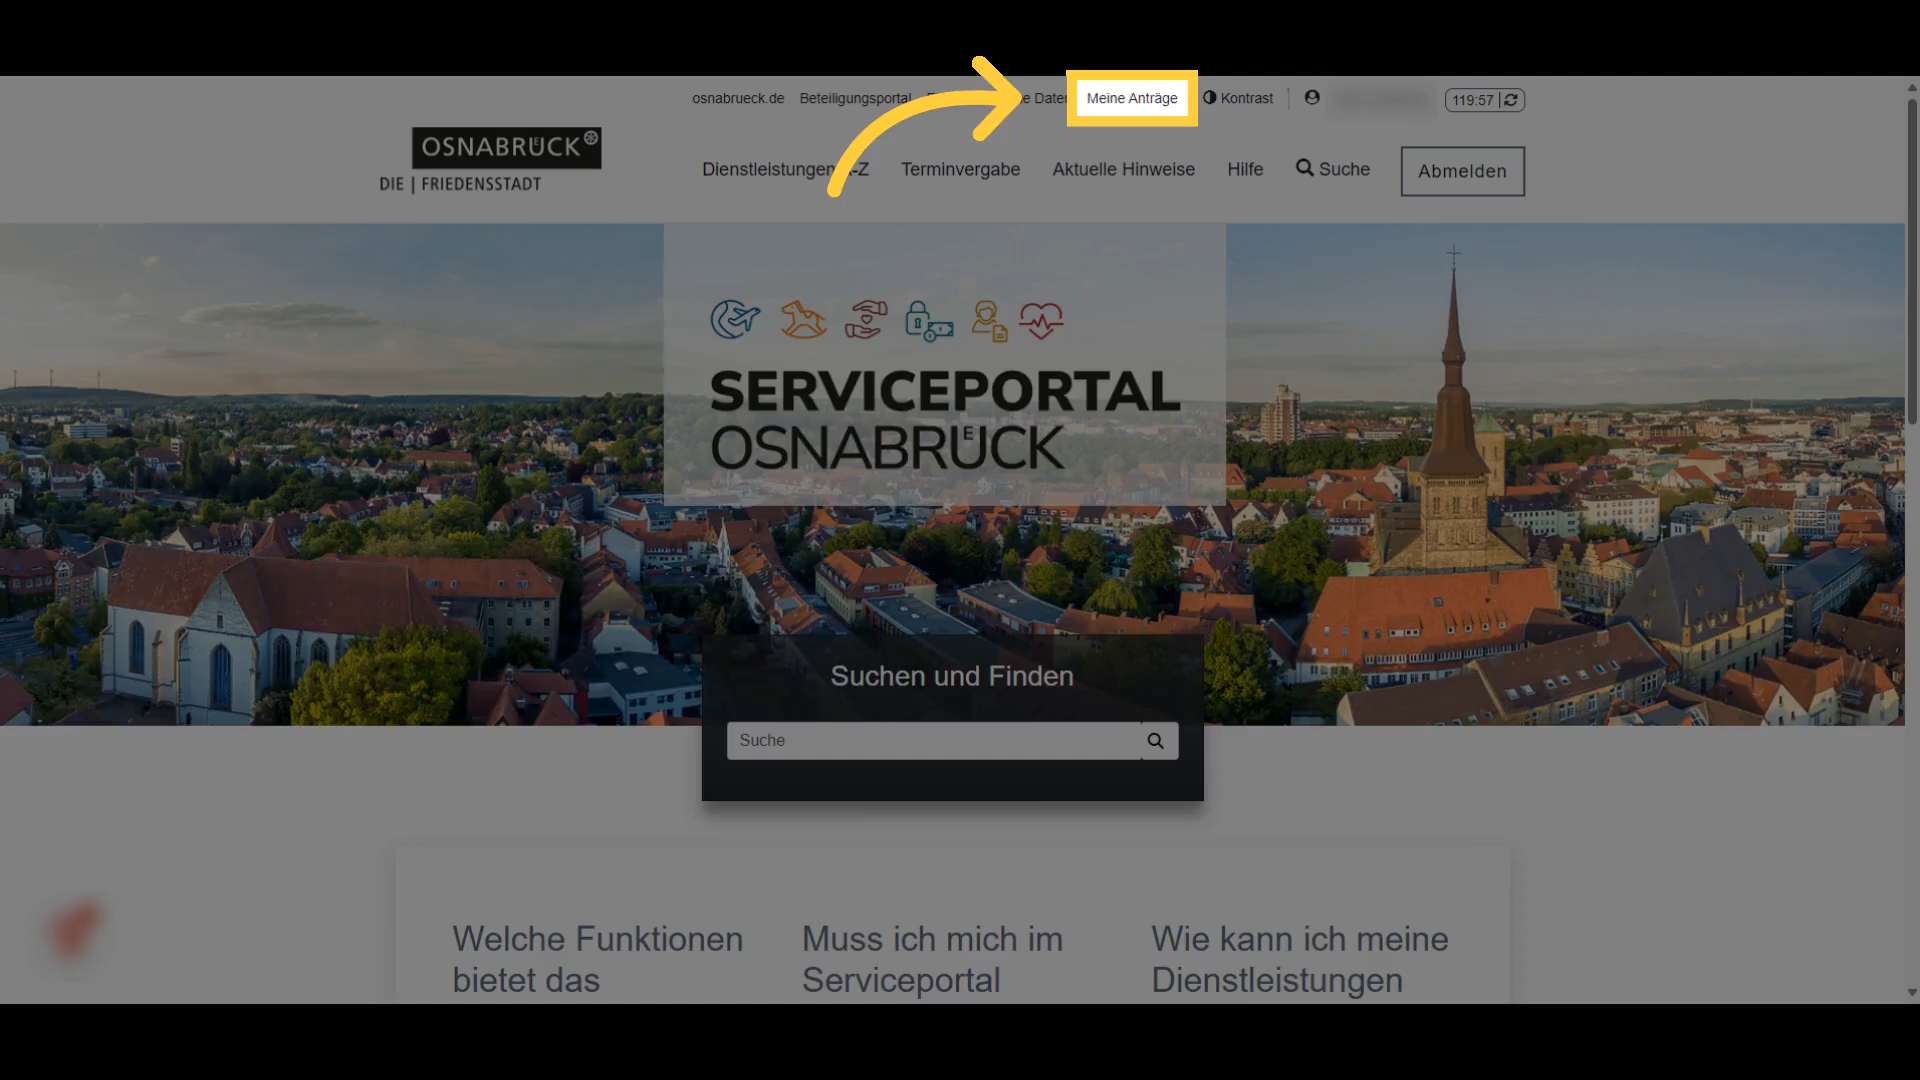 osnabrueck.de Beteiligungsportal Meine Anträge Kontrast 119:57
OSNABRÜCK
DIE | FRIEDENSSTADT
Dienstleistungen Terminvergabe Aktuelle Hinweise Hilfe Suche Abmelden
SERVICEPORTAL
OSNABRÜCK
Suchen und Finden
Suche
Welche Funktionen
bietet das
Muss ich mich im
Serviceportal
Wie kann ich meine
Dienstleistungen